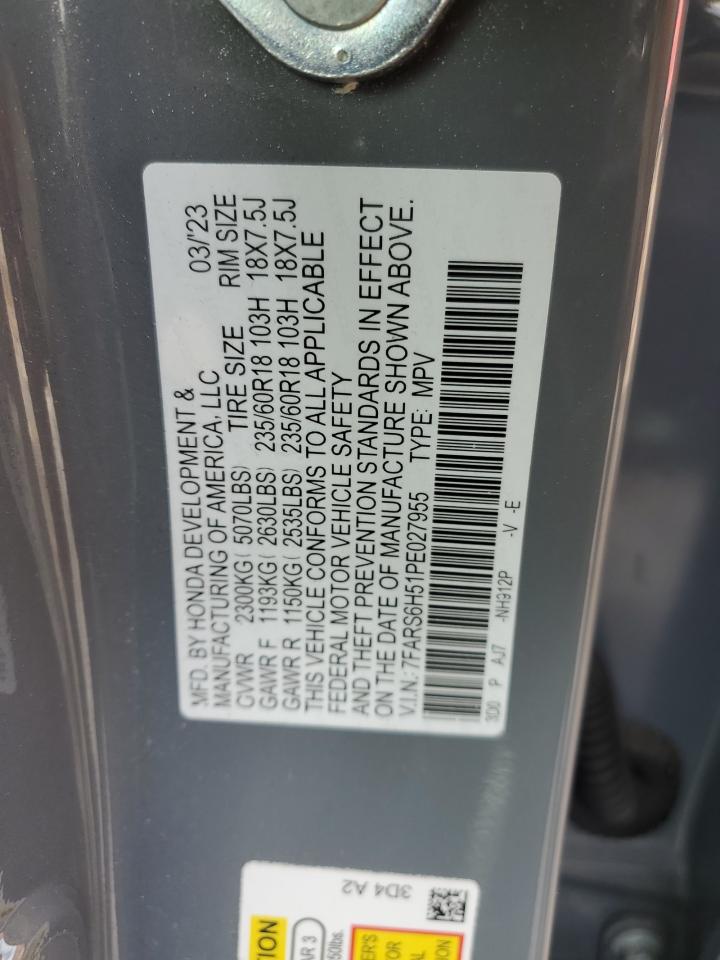 MFD. BY HONDA DEVELOPMENT & 03/'23
MANUFACTURING OF AMERICA, LLC
GVWR 2300KG( 5070LBS) TIRE SIZE RIM SIZE
GAWR F 1193KG( 2630LBS) 235/60R18 103H 18X7.5J
GAWR R 1150KG( 2535LBS) 235/60R18 103H 18X7.5J
THIS VEHICLE CONFORMS TO ALL APPLICABLE
FEDERAL MOTOR VEHICLE SAFETY
AND THEFT PREVENTION STANDARDS IN EFFECT
ON THE DATE OF MANUFACTURE SHOWN ABOVE.
V.I.N.: 7FARS6H51PE027955 TYPE: MPV
3D0 P AJ7 -NH912P -V -E
3D4 A2